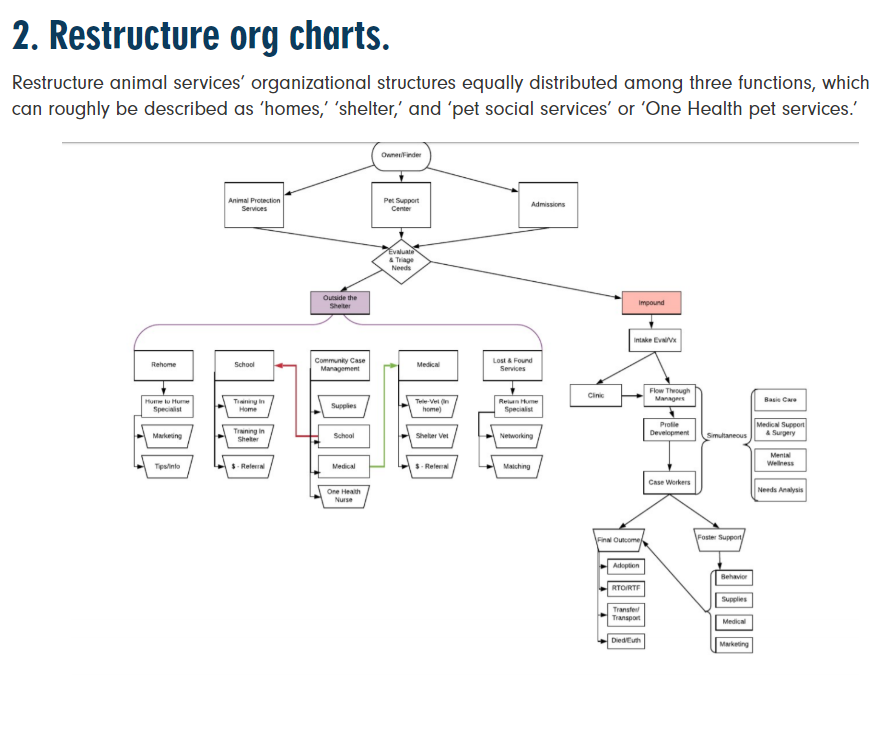 2. Restructure org charts.
Restructure animal services’ organizational structures equally distributed among three functions, which
can roughly be described as ‘homes,’ ‘shelter,’ and ‘pet social services’ or ‘One Health pet services.’
Owner/Finder
Animal Protection
Services
Pet Support
Center
Admissions
Evaluate
& Triage
Needs
Outside the
Shelter
Impound
Intake Eval/Vx
Rehome
School
Community Case
Management
Medical
Lost & Found
Services
Home to Home
Specialist
Marketing
Tips/Info
Training In
Home
Training In
Shelter
$ - Referral
Supplies
School
Medical
One Health
Nurse
Tele-Vet (In
home)
Shelter Vet
$ - Referral
Return Home
Specialist
Networking
Matching
Clinic
Flow Through
Managers
Profile
Development
Case Workers
Simultaneous
Basic Care
Medical Support
& Surgery
Mental
Wellness
Needs Analysis
Final Outcome
Adoption
RTO/RTF
Transfer/
Transport
Died/Euth
Foster Support
Behavior
Supplies
Medical
Marketing